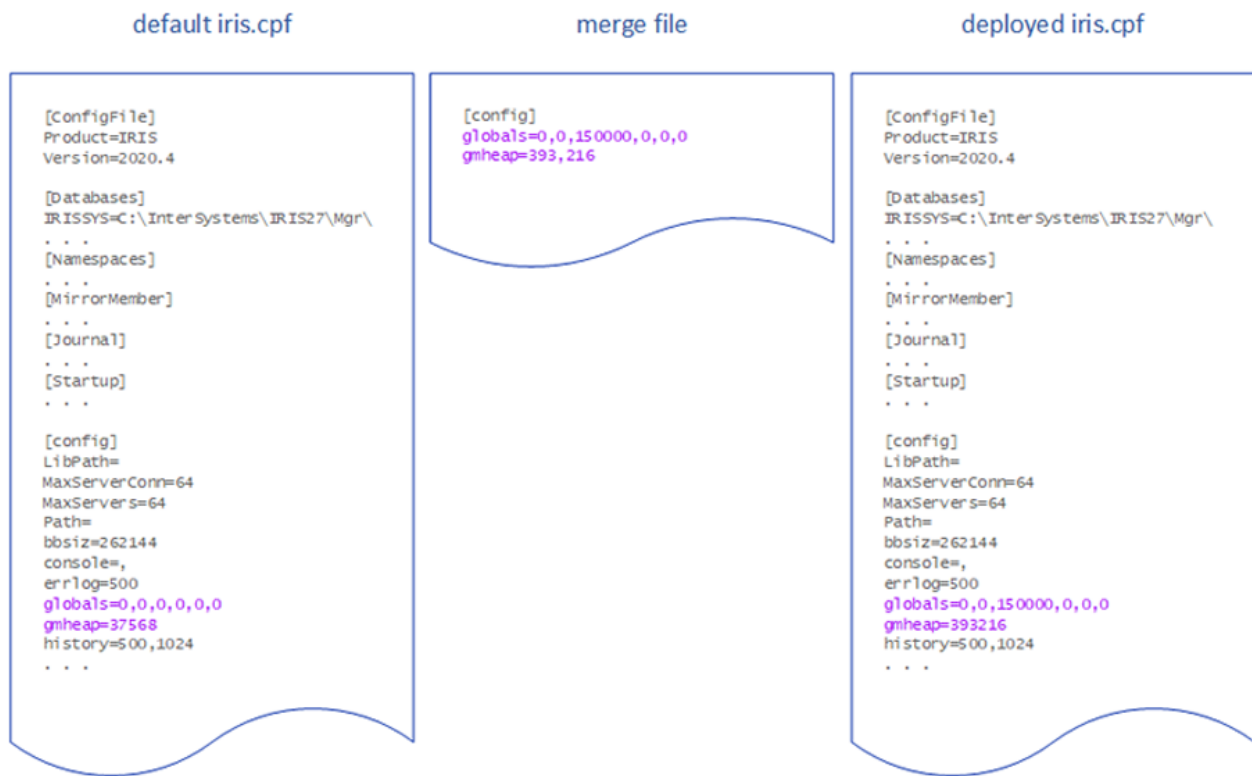 default iris.cpf
[ConfigFile]
Product=IRIS
Version=2020.4
[Databases]
IRISSYS=C:\InterSystems\IRIS27\Mgr\
. . .
[Namespaces]
. . .
[MirrorMember]
. . .
[Journal]
. . .
[Startup]
. . .
[config]
LibPath=
MaxServerConn=64
MaxServers=64
Path=
bbsiz=262144
console=,
errlog=500
globals=0,0,0,0,0,0
gmheap=37568
history=500,1024
. . .
merge file
[config]
globals=0,0,150000,0,0,0
gmheap=393,216
deployed iris.cpf
[ConfigFile]
Product=IRIS
Version=2020.4
[Databases]
IRISSYS=C:\InterSystems\IRIS27\Mgr\
. . .
[Namespaces]
. . .
[MirrorMember]
. . .
[Journal]
. . .
[Startup]
. . .
[config]
LibPath=
MaxServerConn=64
MaxServers=64
Path=
bbsiz=262144
console=,
errlog=500
globals=0,0,150000,0,0,0
gmheap=393216
history=500,1024
. . .